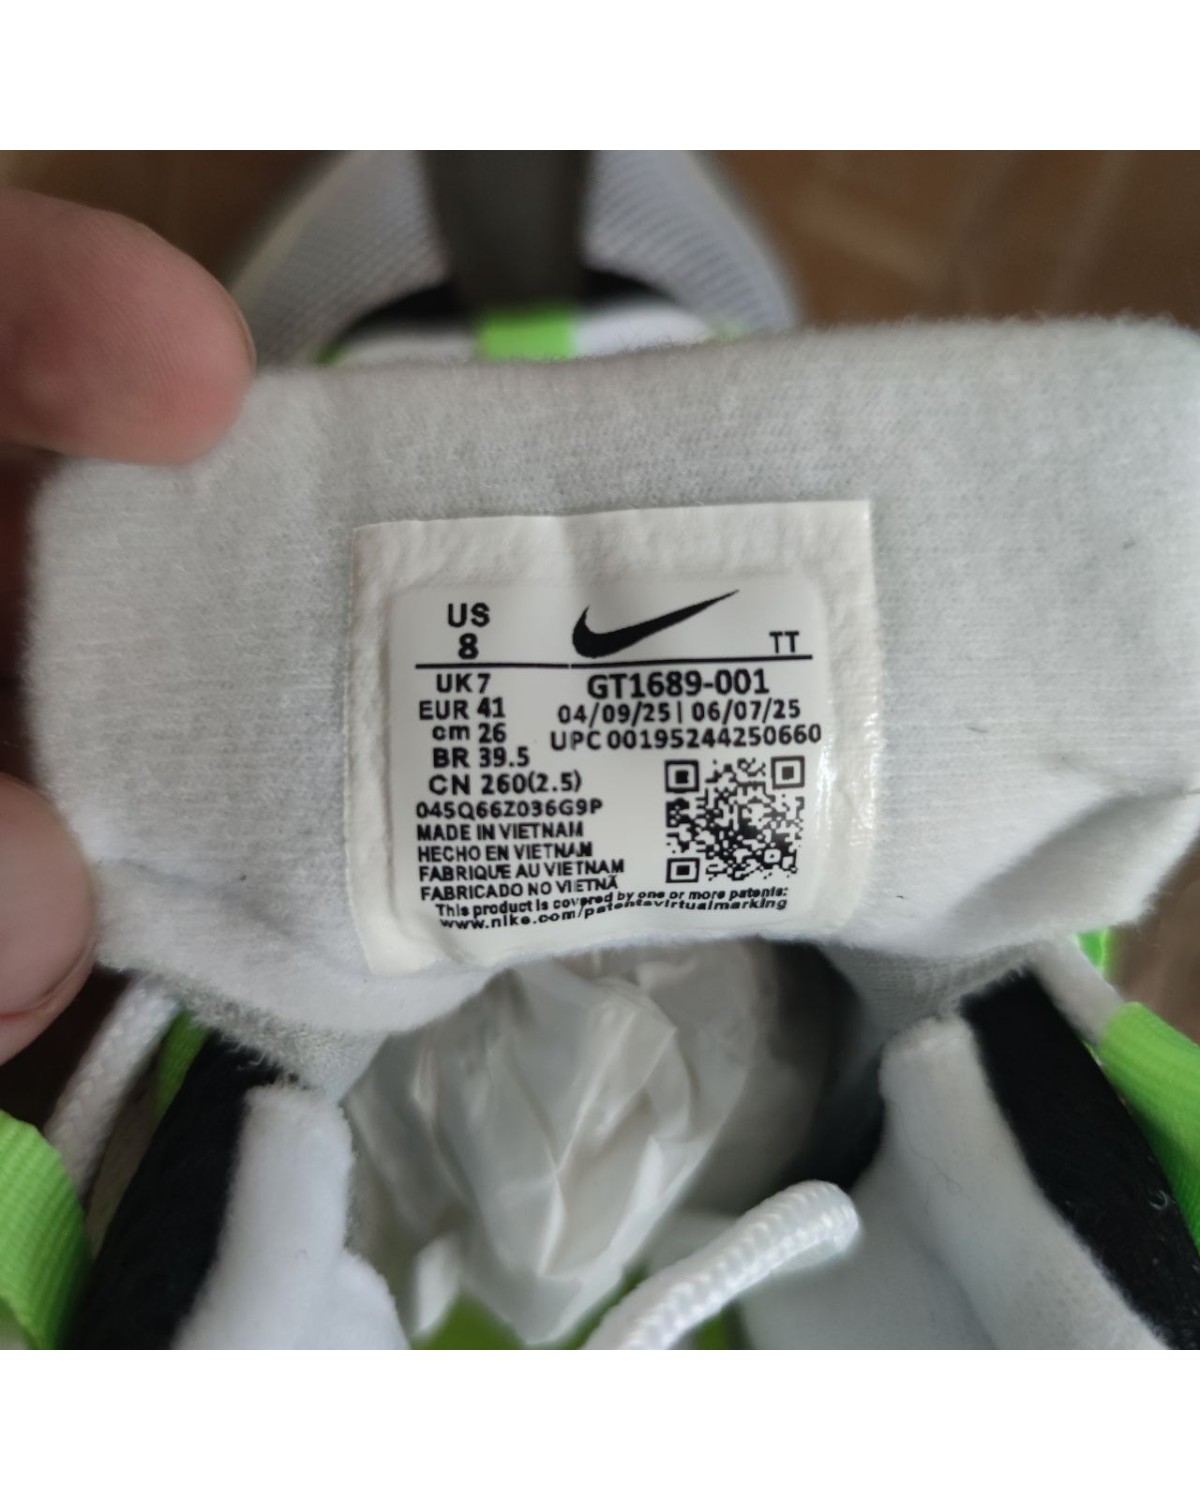 US
8
TT
UK 7
GT1689-001
EUR 41
04/09/25 | 06/07/25
cm 26
UPC 00195244250660
BR 39.5
CN 260(2.5)
045Q66Z036G9P
MADE IN VIETNAM
HECHO EN VIETNAM
FABRIQUE AU VIETNAM
FABRICADO NO VIETNÃ
This product is covered by one or more patents:
www.nike.com/patentsvirtualmarking